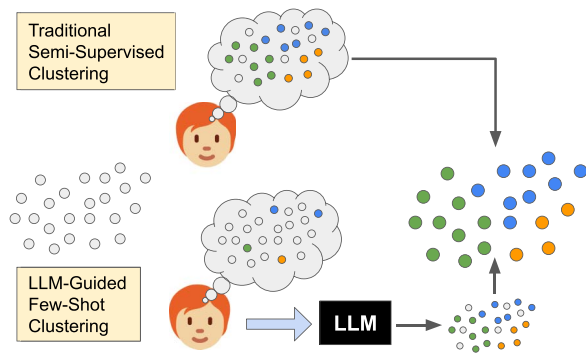 Traditional
Semi-Supervised
Clustering
LLM-Guided
Few-Shot
Clustering
LLM